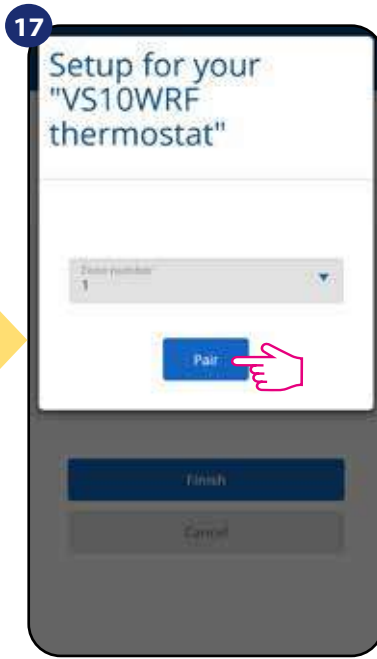 17
Setup for your
"VS10WRF
thermostat"
Zone number
1
Pair
Finish
Cancel